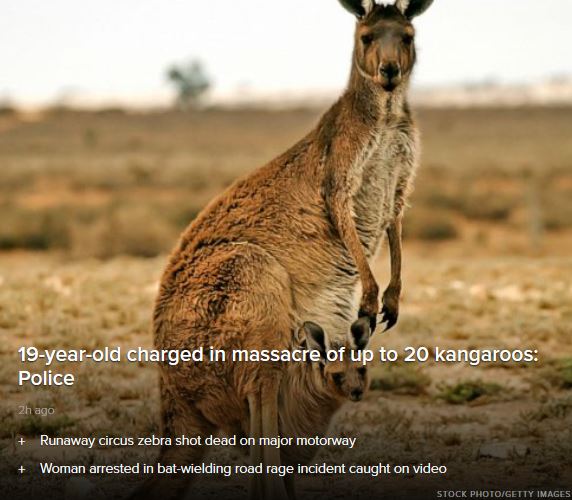 19-year-old charged in massacre of up to 20 kangaroos:
Police
2h ago
+ Runaway circus zebra shot dead on major motorway
+ Woman arrested in bat-wielding road rage incident caught on video
STOCK PHOTO/GETTY IMAGES